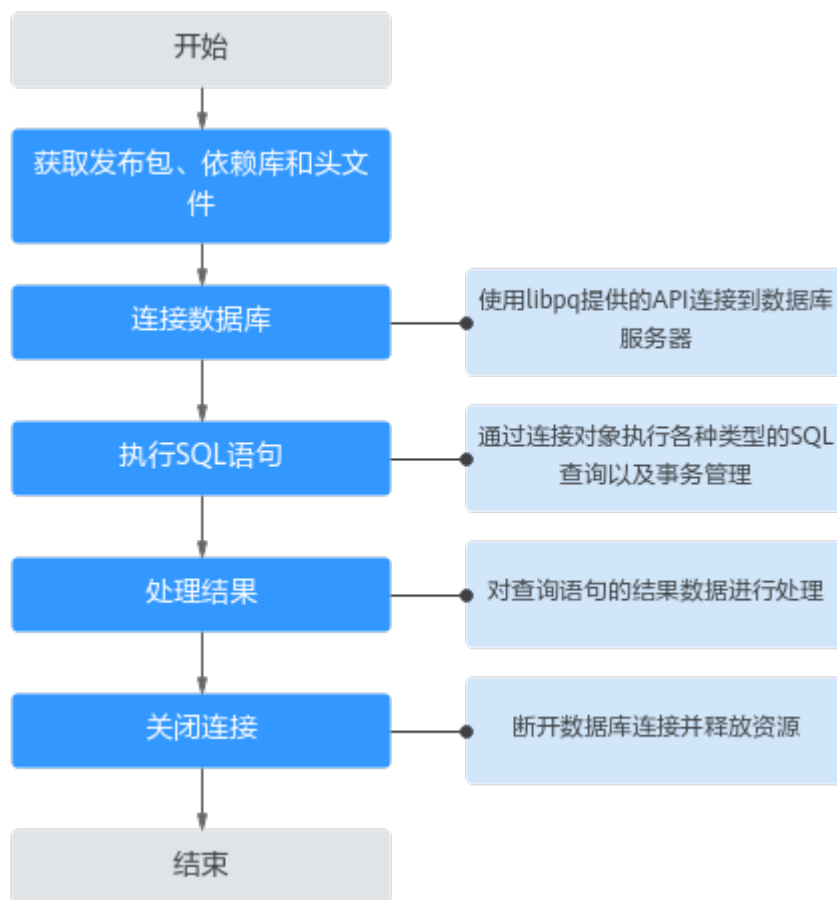 开始
获取发布包、依赖库和头文
件
连接数据库
使用libpq提供的API连接到数据库
服务器
执行SQL语句
通过连接对象执行各种类型的SQL
查询以及事务管理
处理结果
对查询语句的结果数据进行处理
关闭连接
断开数据库连接并释放资源
结束